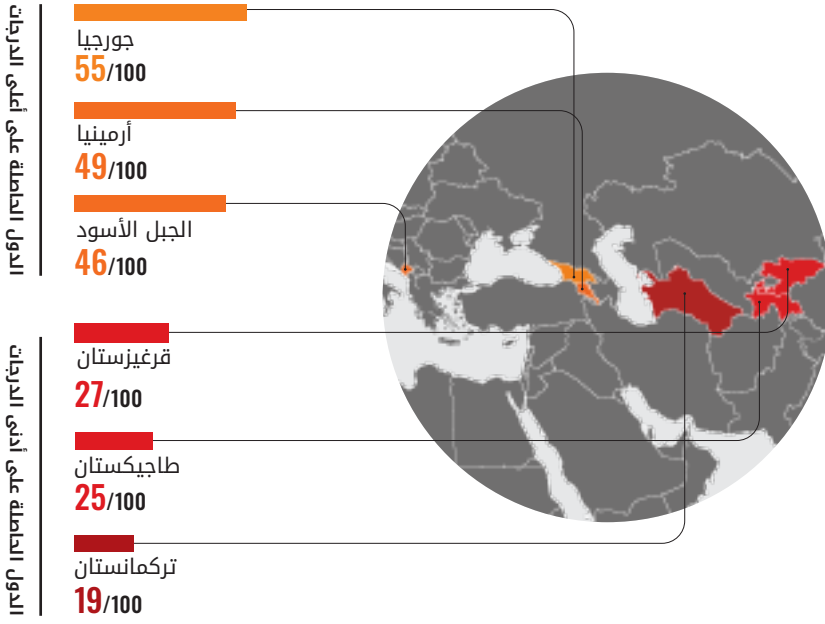 الدول الحاصلة على أعلى الدرجات
جورجيا
55/100
أرمينيا
49/100
الجبل الأسود
46/100
الدول الحاصلة على أدنى الدرجات
قرغيزستان
27/100
طاجيكستان
25/100
تركمانستان
19/100